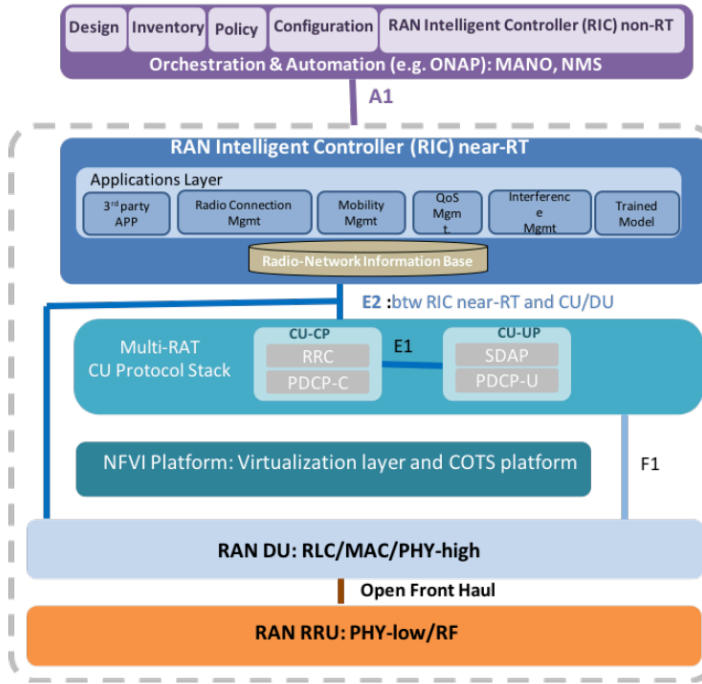 Design
Inventory
Policy
Configuration
RAN Intelligent Controller (RIC) non-RT
Orchestration & Automation (e.g. ONAP): MANO, NMS
A1
RAN Intelligent Controller (RIC) near-RT
Applications Layer
3rd party
APP
Radio Connection
Mgmt
Mobility
Mgmt
QoS
Mgm
t.
Interferenc
e
Mgmt
Trained
Model
Radio-Network Information Base
E2 :btw RIC near-RT and CU/DU
Multi-RAT
CU Protocol Stack
CU-CP
RRC
PDCP-C
E1
CU-UP
SDAP
PDCP-U
NFVI Platform: Virtualization layer and COTS platform
F1
RAN DU: RLC/MAC/PHY-high
Open Front Haul
RAN RRU: PHY-low/RF